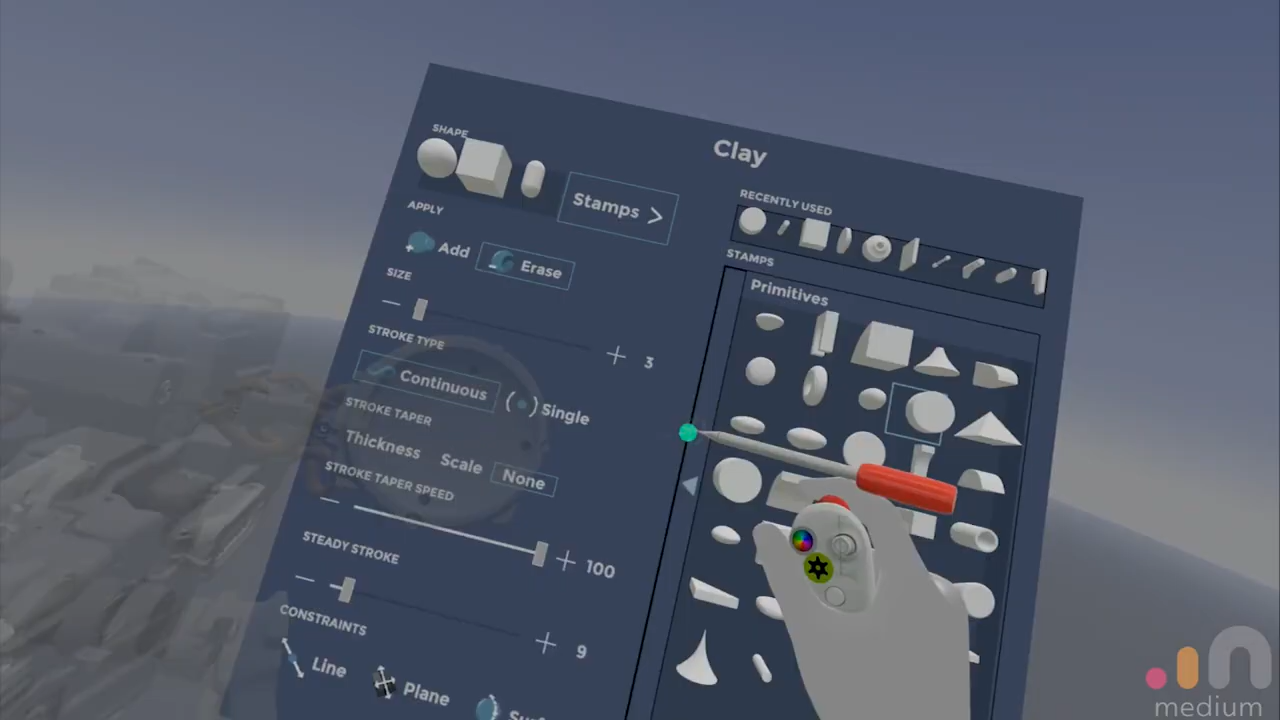 Clay
SHAPE
Stamps >
APPLY
Add
Erase
SIZE
3
STROKE TYPE
Continuous
Single
STROKE TAPER
Thickness
Scale
None
STROKE TAPER SPEED
100
STEADY STROKE
9
CONSTRAINTS
Line
Plane
RECENTLY USED
STAMPS
Primitives
medium